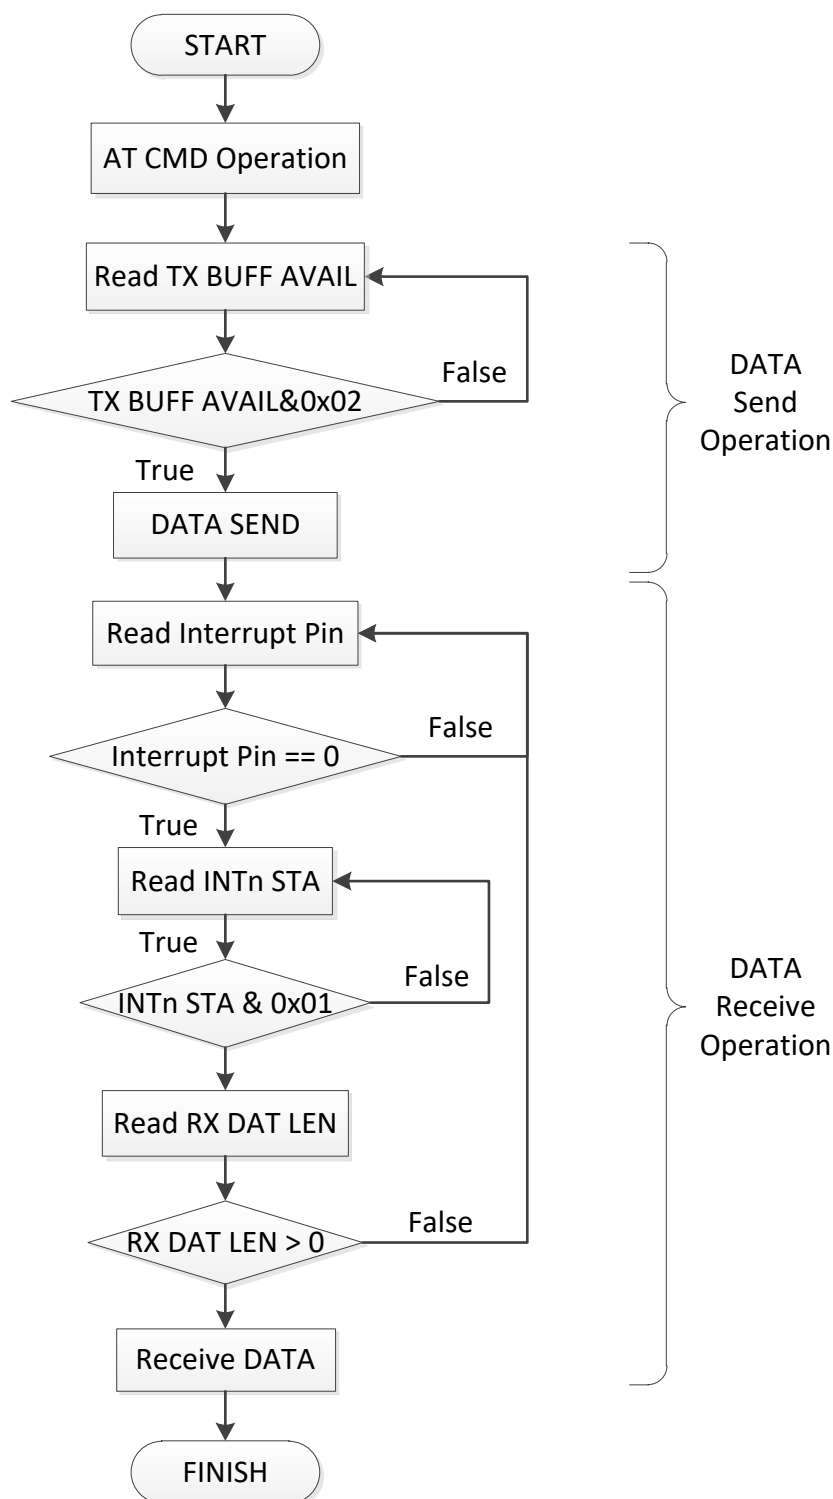 START
AT CMD Operation
Read TX BUFF AVAIL
False
TX BUFF AVAIL&0x02
DATA
Send
Operation
True
DATA SEND
Read Interrupt Pin
False
Interrupt Pin == 0
True
Read INTn STA
True
False
INTn STA & 0x01
DATA
Receive
Operation
Read RX DAT LEN
False
RX DAT LEN > 0
Receive DATA
FINISH